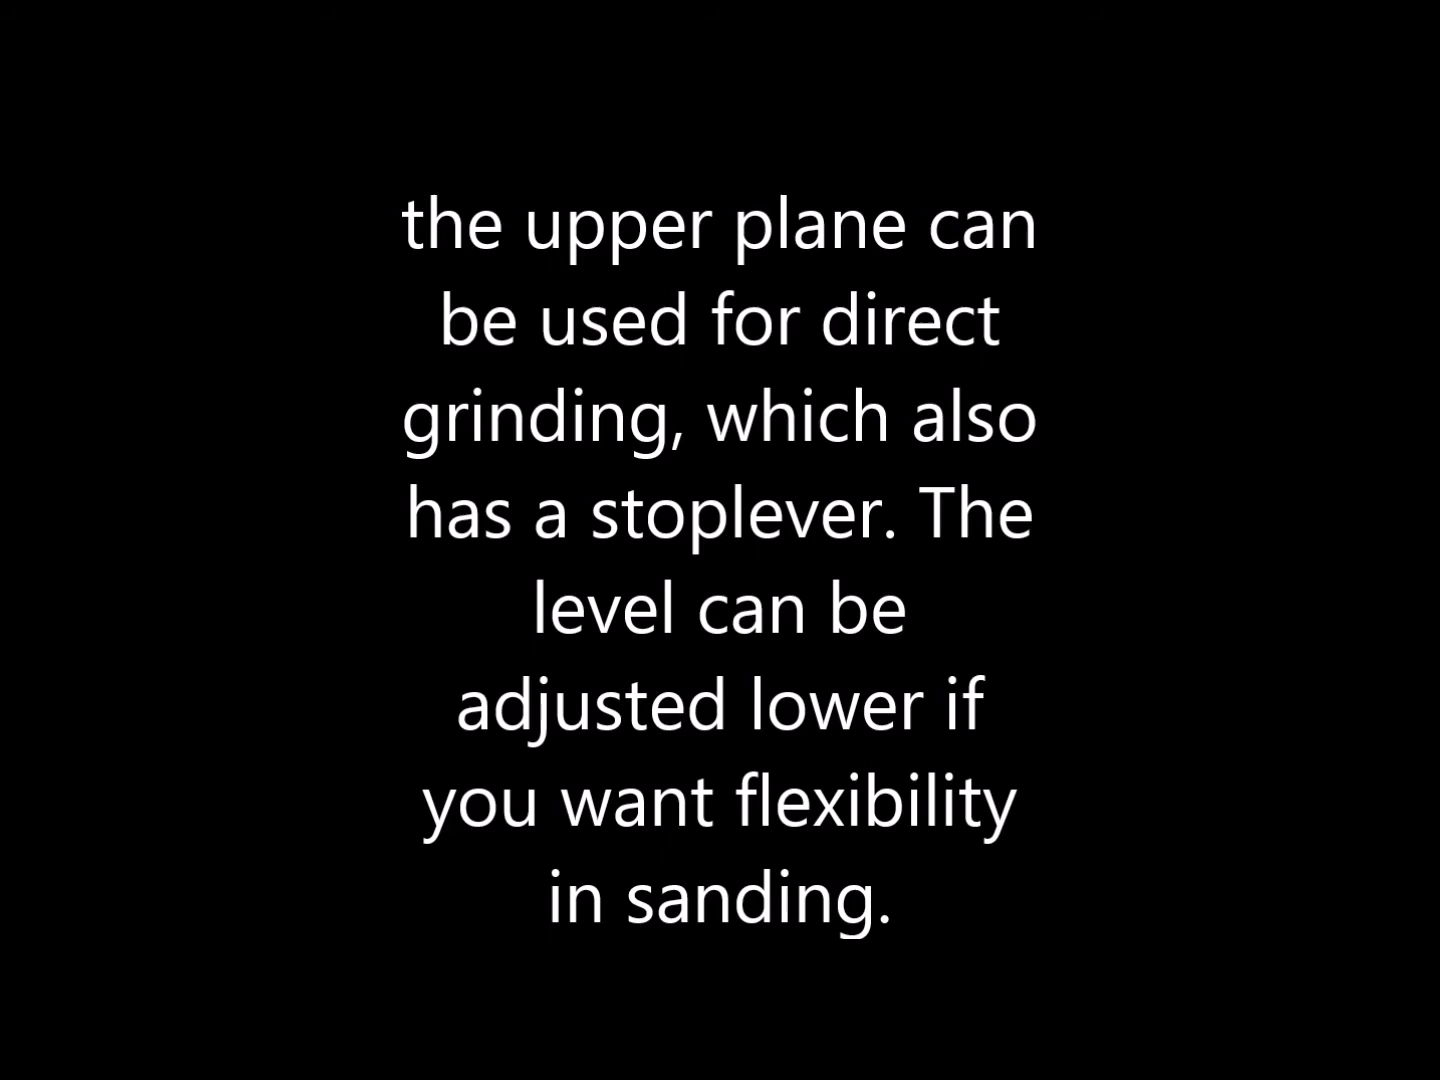 the upper plane can
be used for direct
grinding, which also
has a stoplever. The
level can be
adjusted lower if
you want flexibility
in sanding.